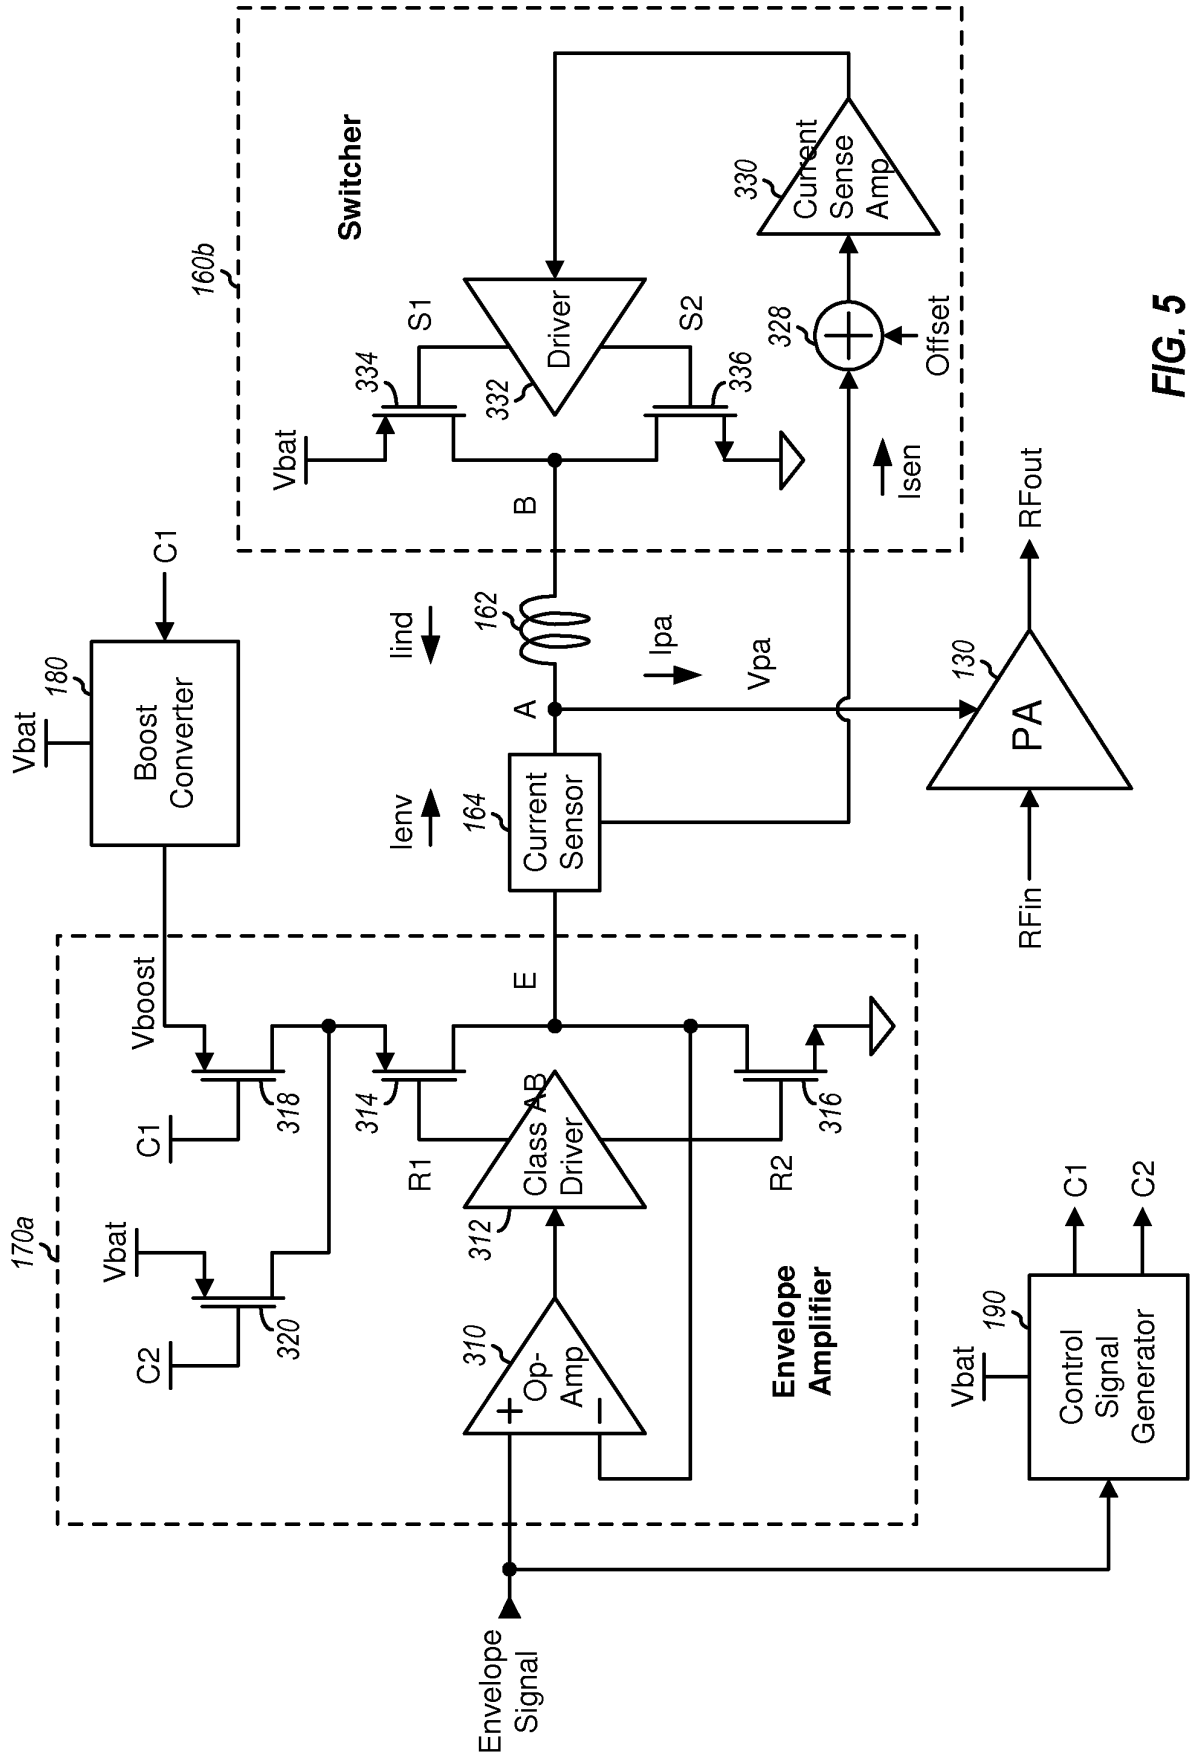 Vbat
180
Boost
Converter
C1
160b
Switcher
Vbat
334
S1
332
Driver
B
S2
336
328
330
Current
Sense
Amp
Offset
Isen
170a
C2
Vbat
320
C1
Vboost
318
314
R1
310
Op-
Amp
312
Class AB
Driver
E
R2
316
Envelope
Amplifier
Envelope
Signal
Ienv
164
Current
Sensor
A
Iind
162
Ipa
Vpa
RFin
130
PA
RFout
Vbat
190
Control
Signal
Generator
C1
C2
FIG. 5